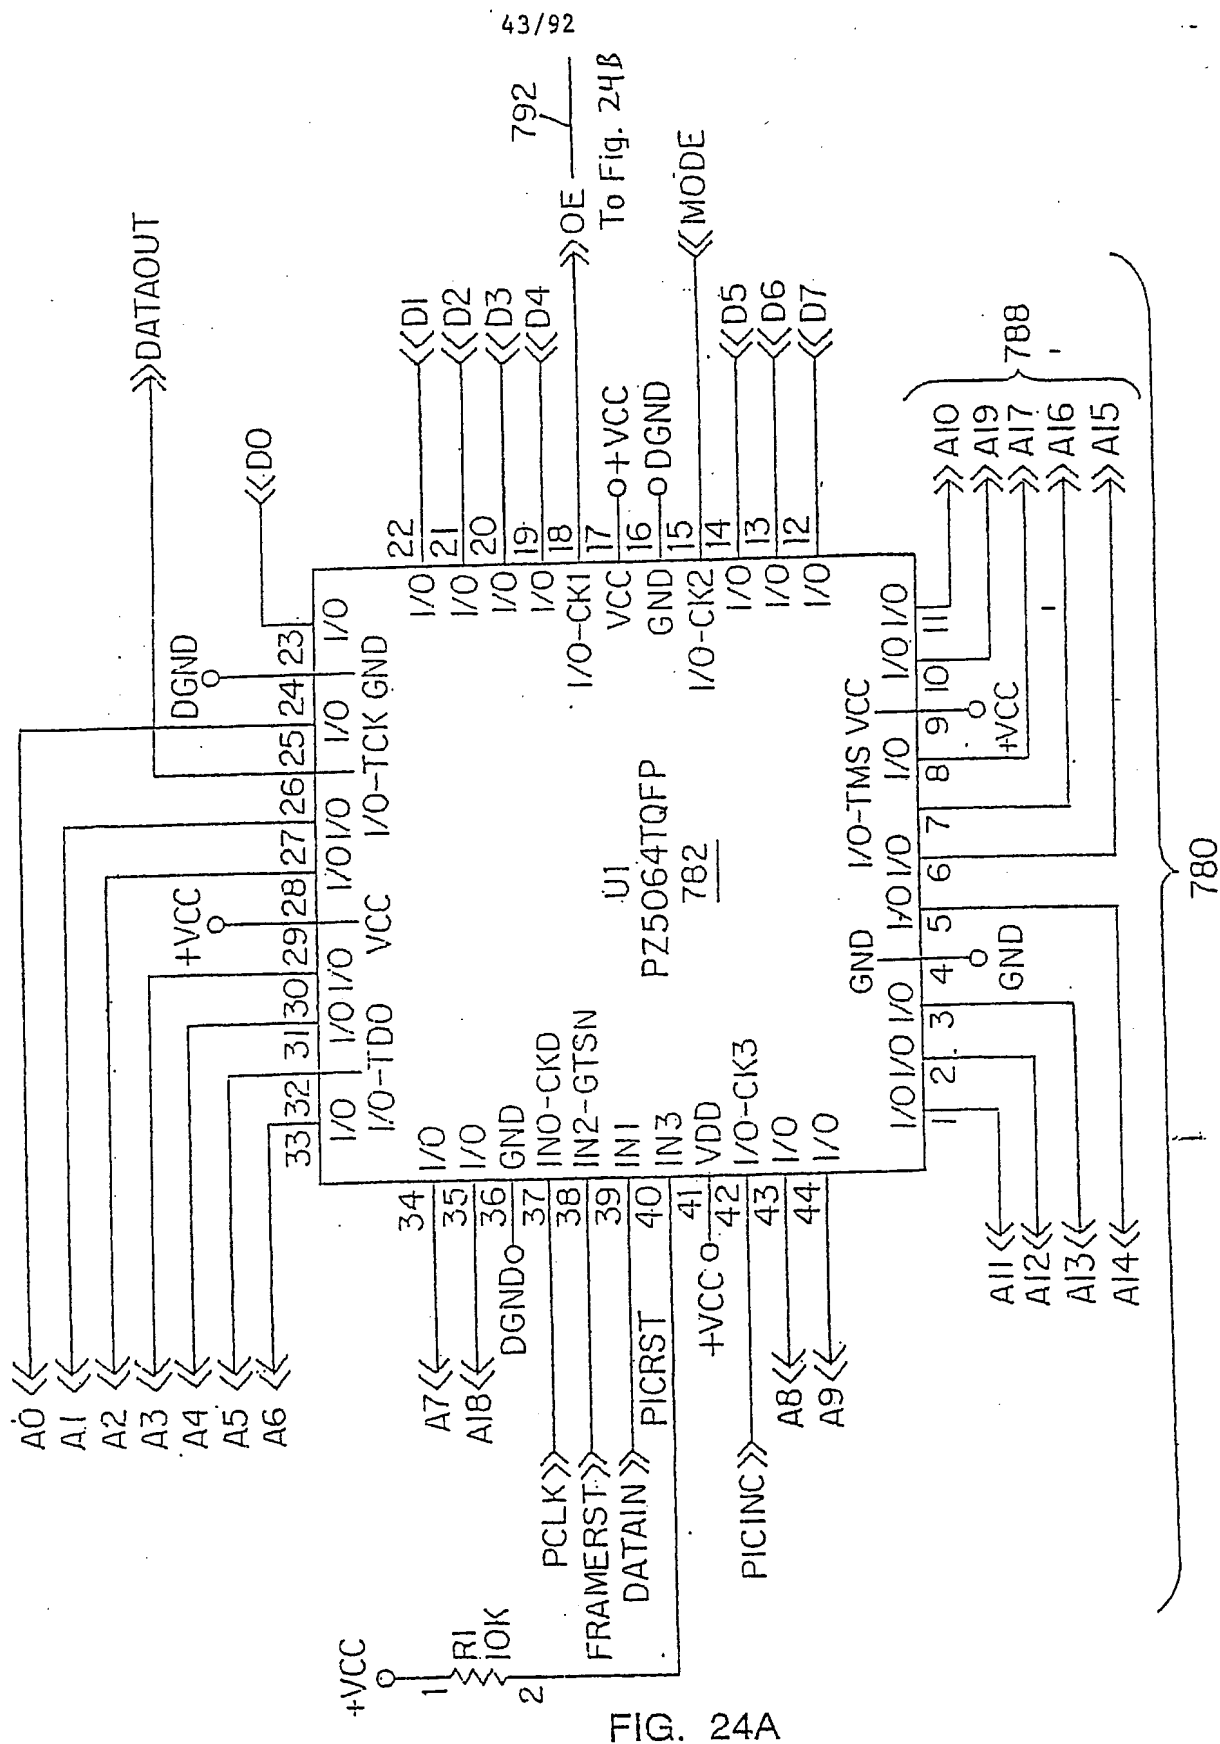 43/92
792
OE
To Fig. 24B
DATAOUT
MODE
D0
D1
D2
D3
D4
+VCC
DGND
D5
D6
D7
22
21
20
19
18
17
16
15
14
13
12
I/O
I/O
I/O
I/O
I/O-CK1
VCC
GND
I/O-CK2
I/O
I/O
I/O
788
A10
A19
A17
A16
A15
DGND
+VCC
23
24
25
26
27
28
29
30
31
32
33
I/O
GND
I/O
I/O-TCK
I/O
I/O
VCC
I/O
I/O
I/O-TDO
I/O
U1
PZ5064TQFP
782
I/O
I/O
VCC
I/O
I/O-TMS
I/O
I/O
GND
I/O
I/O
I/O
11
10
9
8
7
6
5
4
3
2
1
+VCC
GND
780
I/O
I/O
GND
IN0-CKD
IN2-GTSN
IN1
IN3
VDD
I/O-CK3
I/O
I/O
34
35
36
37
38
39
40
41
42
43
44
A0
A1
A2
A3
A4
A5
A6
A7
A18
DGND
PCLK
FRAMERST
DATAIN
PICRST
+VCC
PICINC
A8
A9
A11
A12
A13
A14
+VCC
1
R1
10K
2
FIG. 24A